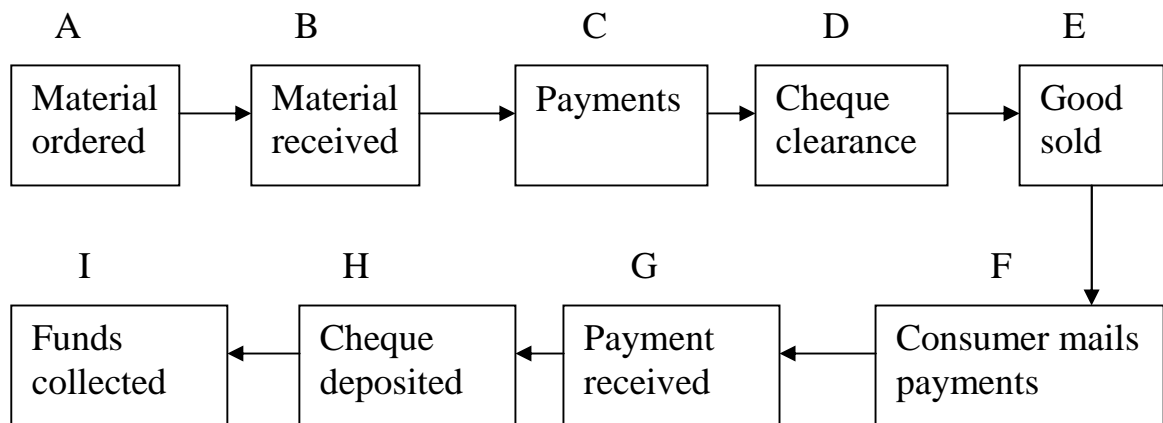 A B C D E
Material ordered
Material received
Payments
Cheque clearance
Good sold
I H G F
Funds collected
Cheque deposited
Payment received
Consumer mails payments